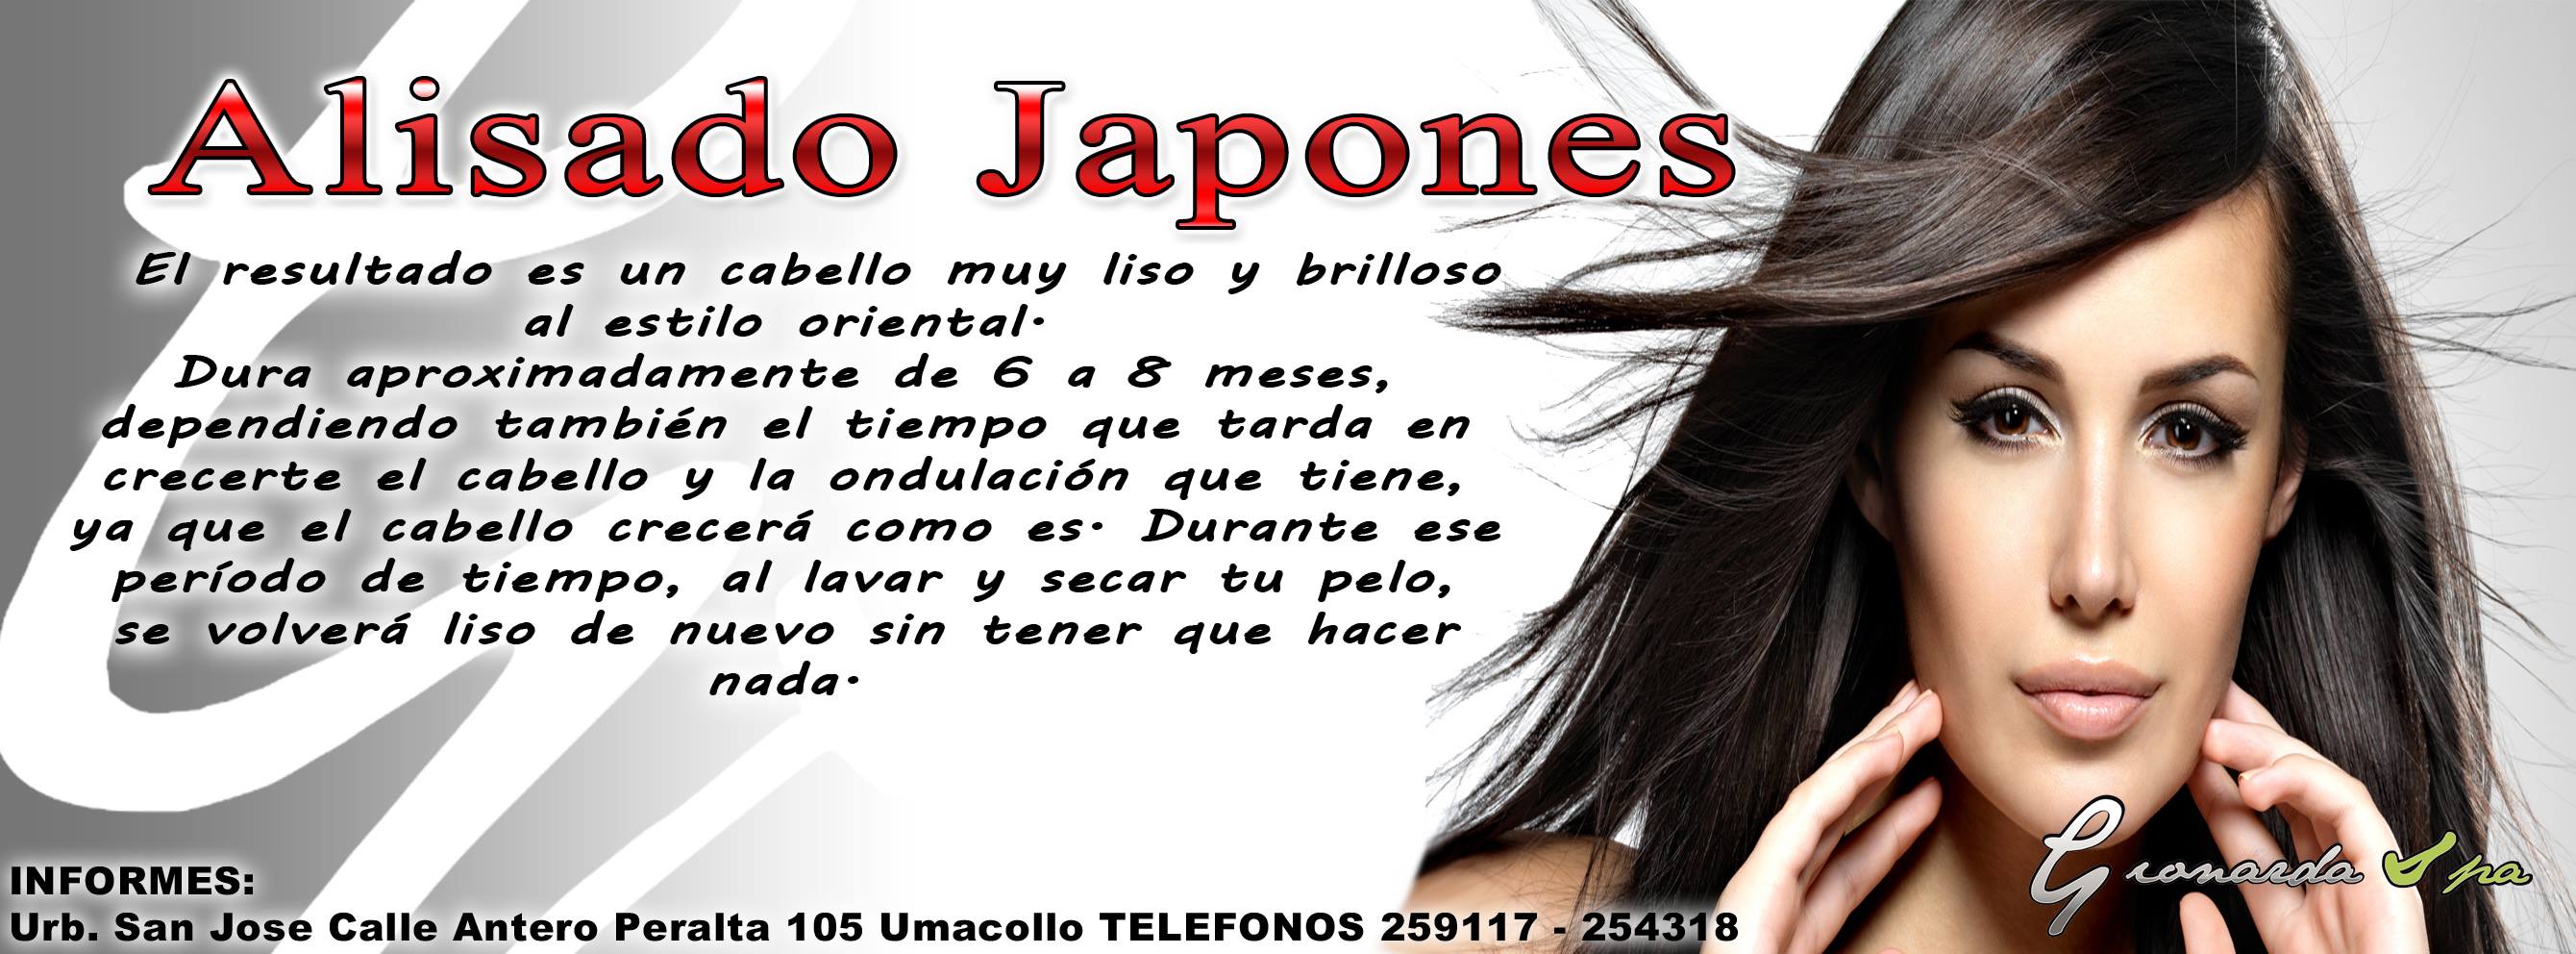 Alisado Japones
El resultado es un cabello muy liso y brilloso
al estilo oriental.
Dura aproximadamente de 6 a 8 meses,
dependiendo también el tiempo que tarda en
crecerte el cabello y la ondulación que tiene,
ya que el cabello crecerá como es. Durante ese
período de tiempo, al lavar y secar tu pelo,
se volverá liso de nuevo sin tener que hacer
nada.
INFORMES:
Urb. San Jose Calle Antero Peralta 105 Umacollo TELEFONOS 259117 - 254318
Gronarda Spa